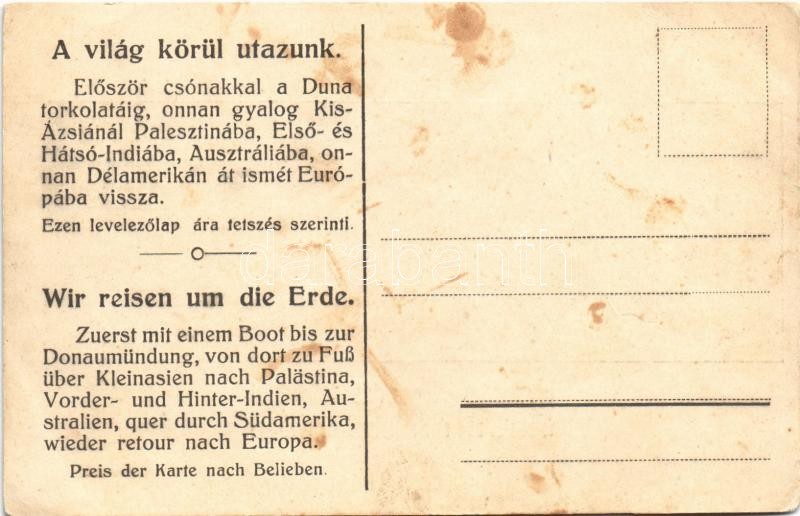 A világ körül utazunk.
Először csónakkal a Duna
torkolatáig, onnan gyalog Kis-
Ázsiánál Palesztinába, Első- és
Hátsó-Indiába, Ausztráliába, on-
nan Délamerikán át ismét Euró-
pába vissza.
Ezen levelezőlap ára tetszés szerinti.
Wir reisen um die Erde.
Zuerst mit einem Boot bis zur
Donaumündung, von dort zu Fuß
über Kleinasien nach Palästina,
Vorder- und Hinter-Indien, Au-
stralien, quer durch Südamerika,
wieder retour nach Europa.
Preis der Karte nach Belieben.
darabanth